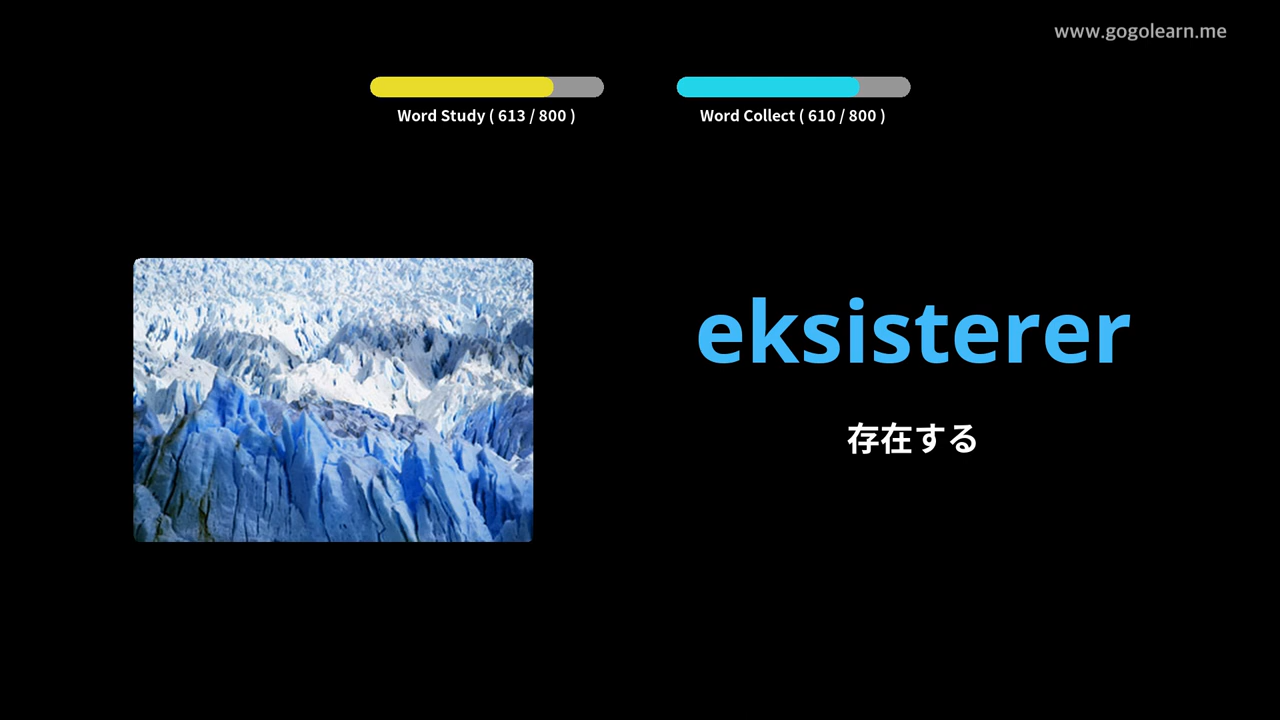 www.gogolearn.me
Word Study ( 613 / 800 )
Word Collect ( 610 / 800 )
eksisterer
存在する